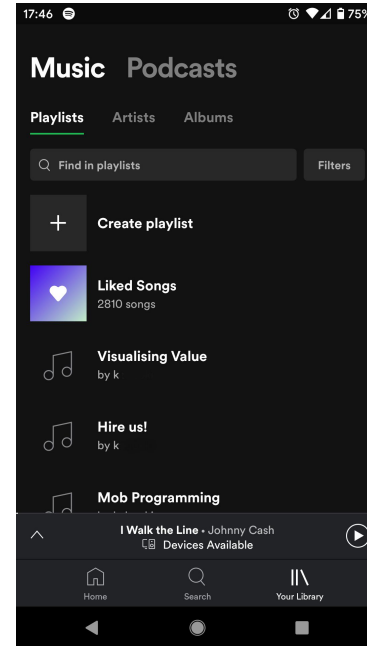 17:46 75%
Music Podcasts
Playlists Artists Albums
Find in playlists Filters
Create playlist
Liked Songs
2810 songs
Visualising Value
by k
Hire us!
by k
Mob Programming
I Walk the Line • Johnny Cash
Devices Available
Home Search Your Library